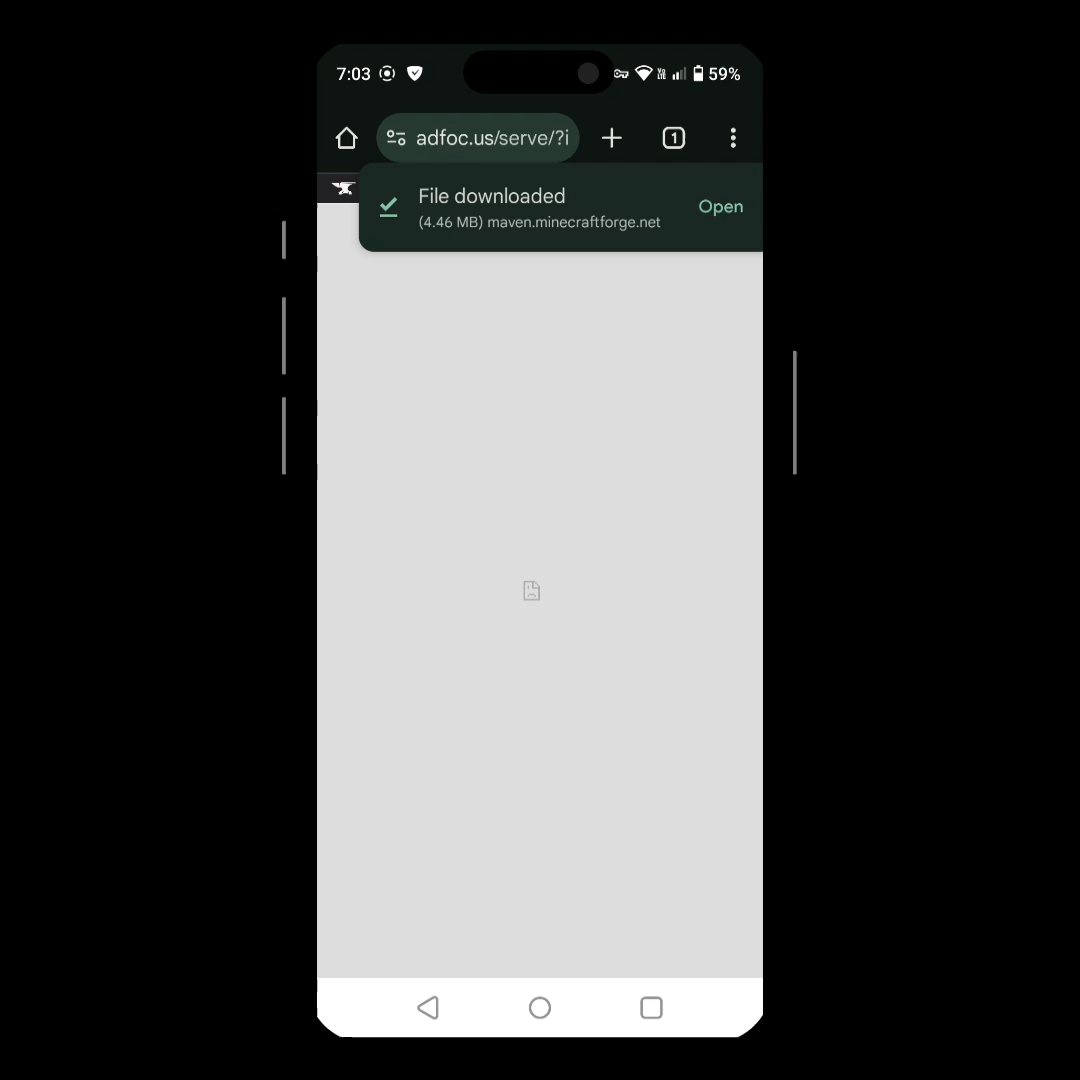 7:03
59%
adfoc.us/serve/?i
1
File downloaded
(4.46 MB) maven.minecraftforge.net
Open